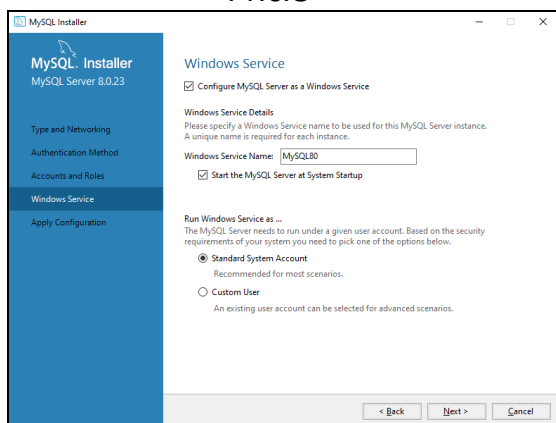 MySQL Installer
MySQL. Installer
MySQL Server 8.0.23
Type and Networking
Authentication Method
Accounts and Roles
Windows Service
Apply Configuration
Windows Service
Configure MySQL Server as a Windows Service
Windows Service Details
Please specify a Windows Service name to be used for this MySQL Server instance.
A unique name is required for each instance.
Windows Service Name: MySQL80
Start the MySQL Server at System Startup
Run Windows Service as ...
The MySQL Server needs to run under a given user account. Based on the security
requirements of your system you need to pick one of the options below.
Standard System Account
Recommended for most scenarios.
Custom User
An existing user account can be selected for advanced scenarios.
< Back Next > Cancel